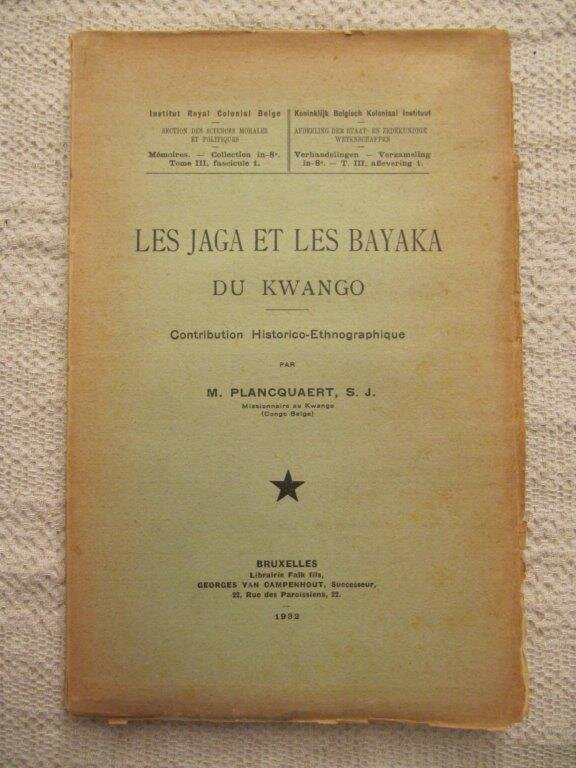 Institut Royal Colonial Belge
SECTION DES SCIENCES MORALES
ET POLITIQUES
Mémoires. — Collection in-8°.
Tome III, fascicule 1.
Koninklijk Belgisch Koloniaal Instituut
AFDEELING DER STAAT- EN ZEDEKUNDIGE
WETENSCHAPPEN
Verhandelingen. — Verzameling
in-8°. — T. III, aflevering 1.
LES JAGA ET LES BAYAKA
DU KWANGO
Contribution Historico-Ethnographique
PAR
M. PLANCQUAERT, S. J.
Missionnaire au Kwango
(Congo Belge)
BRUXELLES
Librairie Falk fils,
GEORGES VAN CAMPENHOUT, Successeur,
22, Rue des Paroissiens, 22.
1932